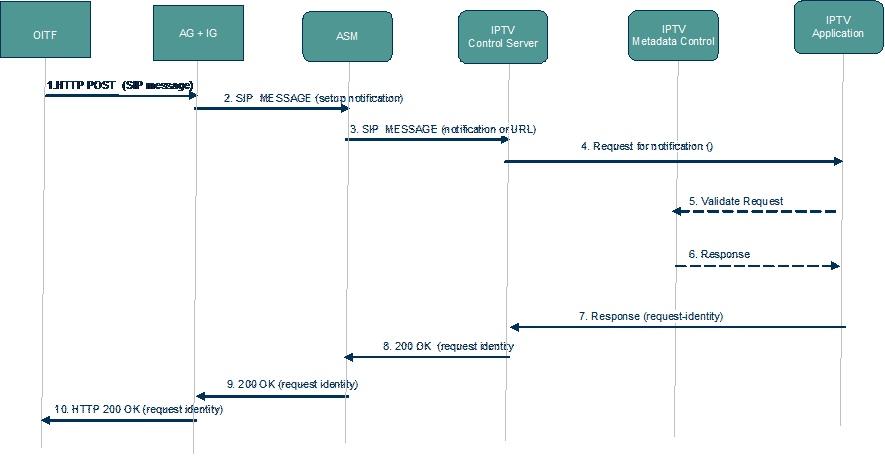 OITF
AG + IG
ASM
IPTV
Control Server
IPTV
Metadata Control
IPTV
Application
1.HTTP POST (SIP message)
2. SIP MESSAGE (setup notification)
3. SIP MESSAGE (notification or URL)
4. Request for notification ()
5. Validate Request
6. Response
7. Response (request-identity)
8. 200 OK (request identity
9. 200 OK (request identity)
10. HTTP 200 OK (request identity)